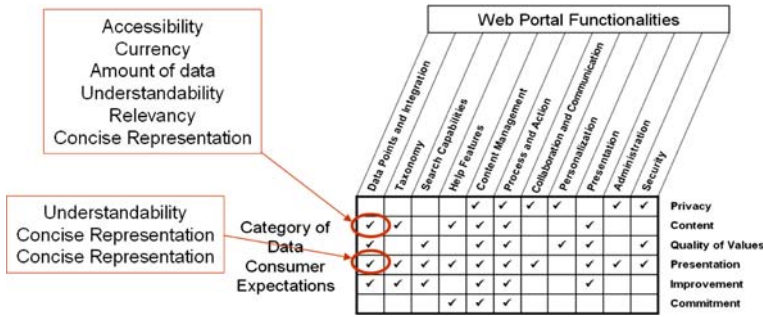 Web Portal Functionalities
Accessibility
Currency
Amount of data
Understandability
Relevancy
Concise Representation
Data Points and Integration
Taxonomy
Search Capabilities
Help Features
Content Management
Process and Action
Collaboration and Communication
Personalization
Presentation
Administration
Security
Understandability
Concise Representation
Concise Representation
Category of
Data
Consumer
Expectations
✓ ✓ ✓ ✓ ✓ ✓ Privacy
✓ ✓ ✓ ✓ ✓ ✓ Content
✓ ✓ ✓ ✓ ✓ ✓ ✓ Quality of Values
✓ ✓ ✓ ✓ ✓ ✓ ✓ ✓ ✓ ✓ Presentation
✓ ✓ ✓ ✓ ✓ ✓ Improvement
✓ ✓ ✓ Commitment